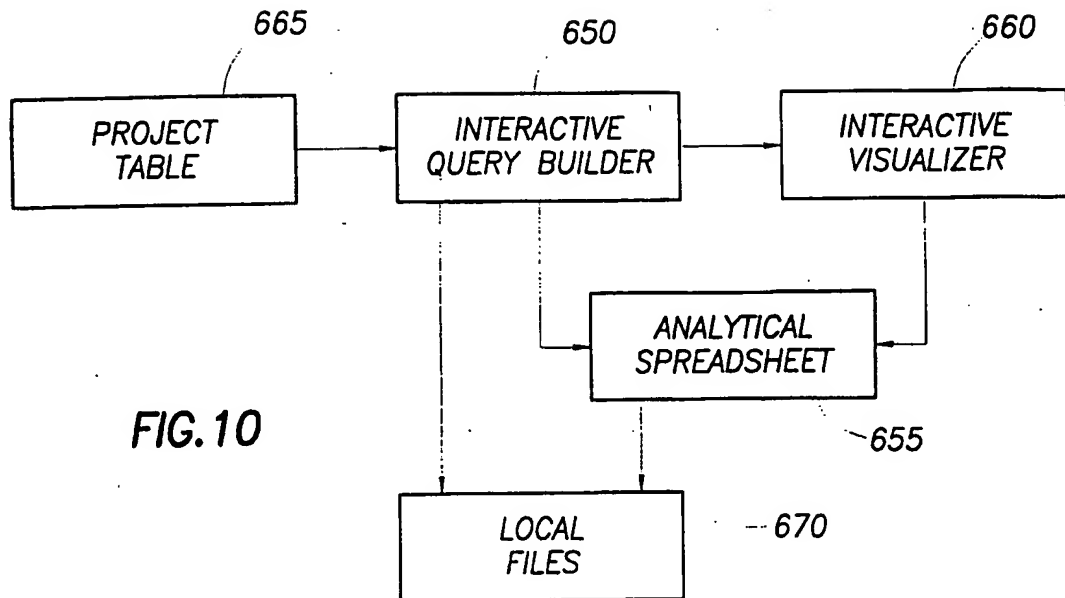 665
650
660
PROJECT
TABLE
INTERACTIVE
QUERY BUILDER
INTERACTIVE
VISUALIZER
ANALYTICAL
SPREADSHEET
655
FIG.10
LOCAL
FILES
670